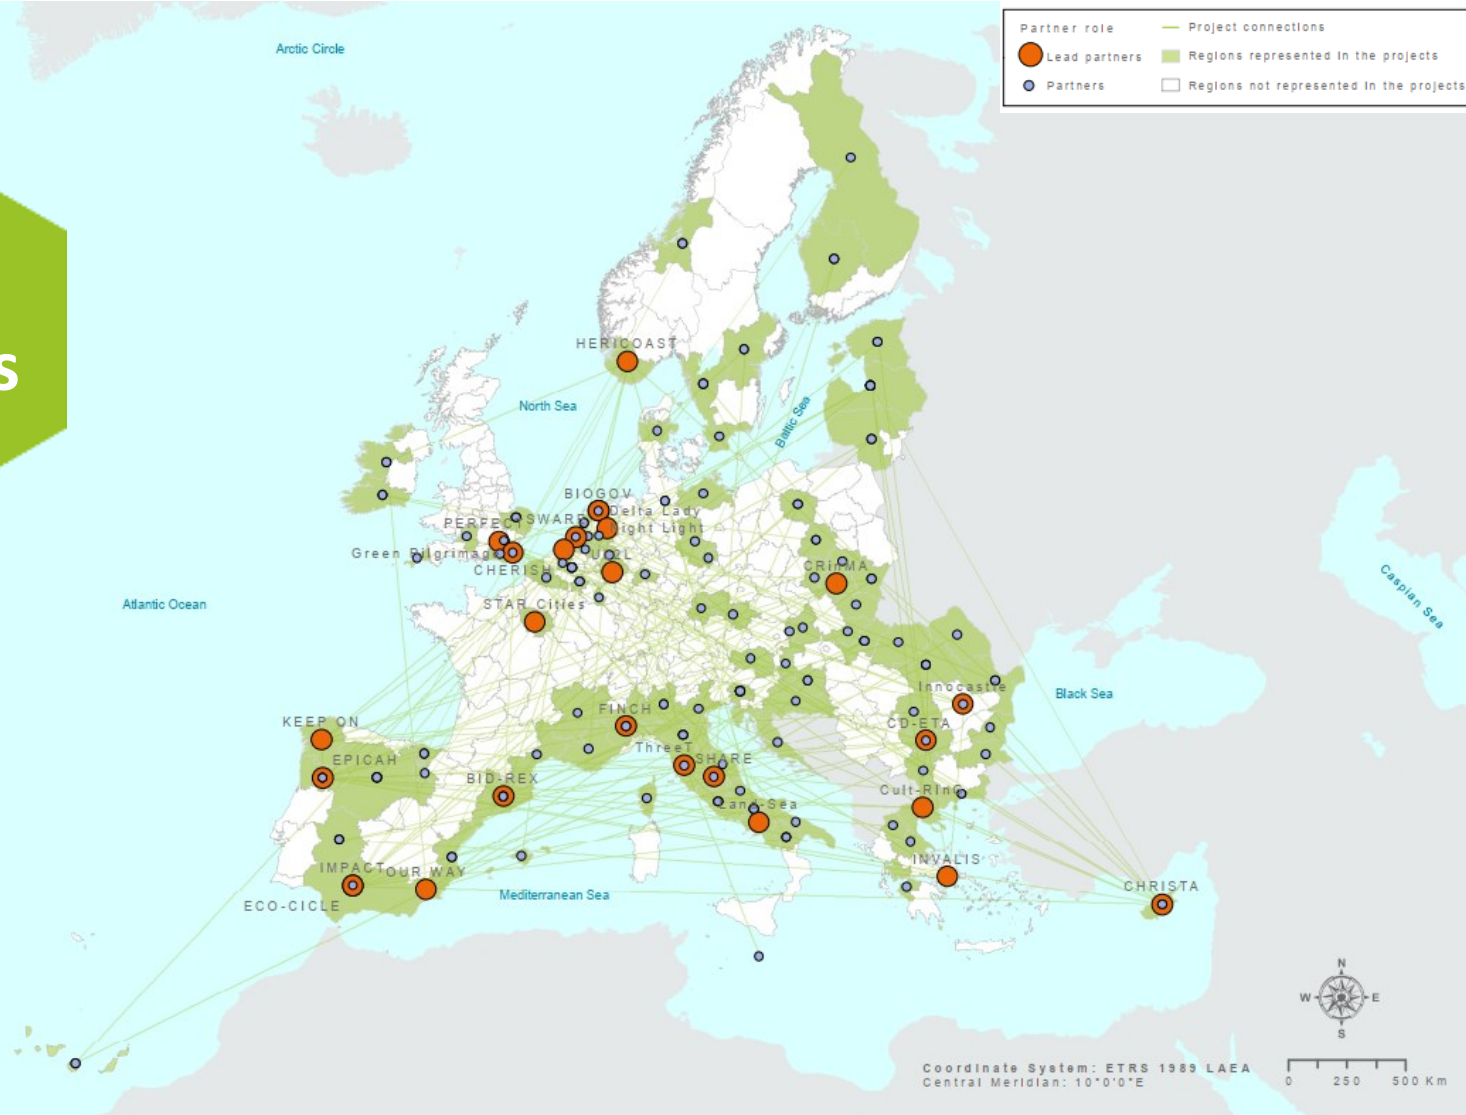 Partner role
Project connections
Lead partners
Regions represented in the projects
Partners
Regions not represented in the projects
Arctic Circle
S
HERICOAST
North Sea
Baltic Sea
BIOGOV
Delta Lady
PERFECT
SWARE
Night Light
Green Pilgrimage
CHERISH
CRinMA
Caspian Sea
Atlantic Ocean
STAR Cities
Innocastle
Black Sea
KEEP ON
FINCH
CD-ETA
EPICAH
ThreeT
SHARE
BID-REX
Cult-RInG
Land-Sea
IMPACT
OUR WAY
INVALIS
CHRISTA
ECO-CICLE
Mediterranean Sea
N
W
E
S
Coordinate System: ETRS 1989 LAEA
Central Meridian: 10°0'0"E
0 250 500 Km